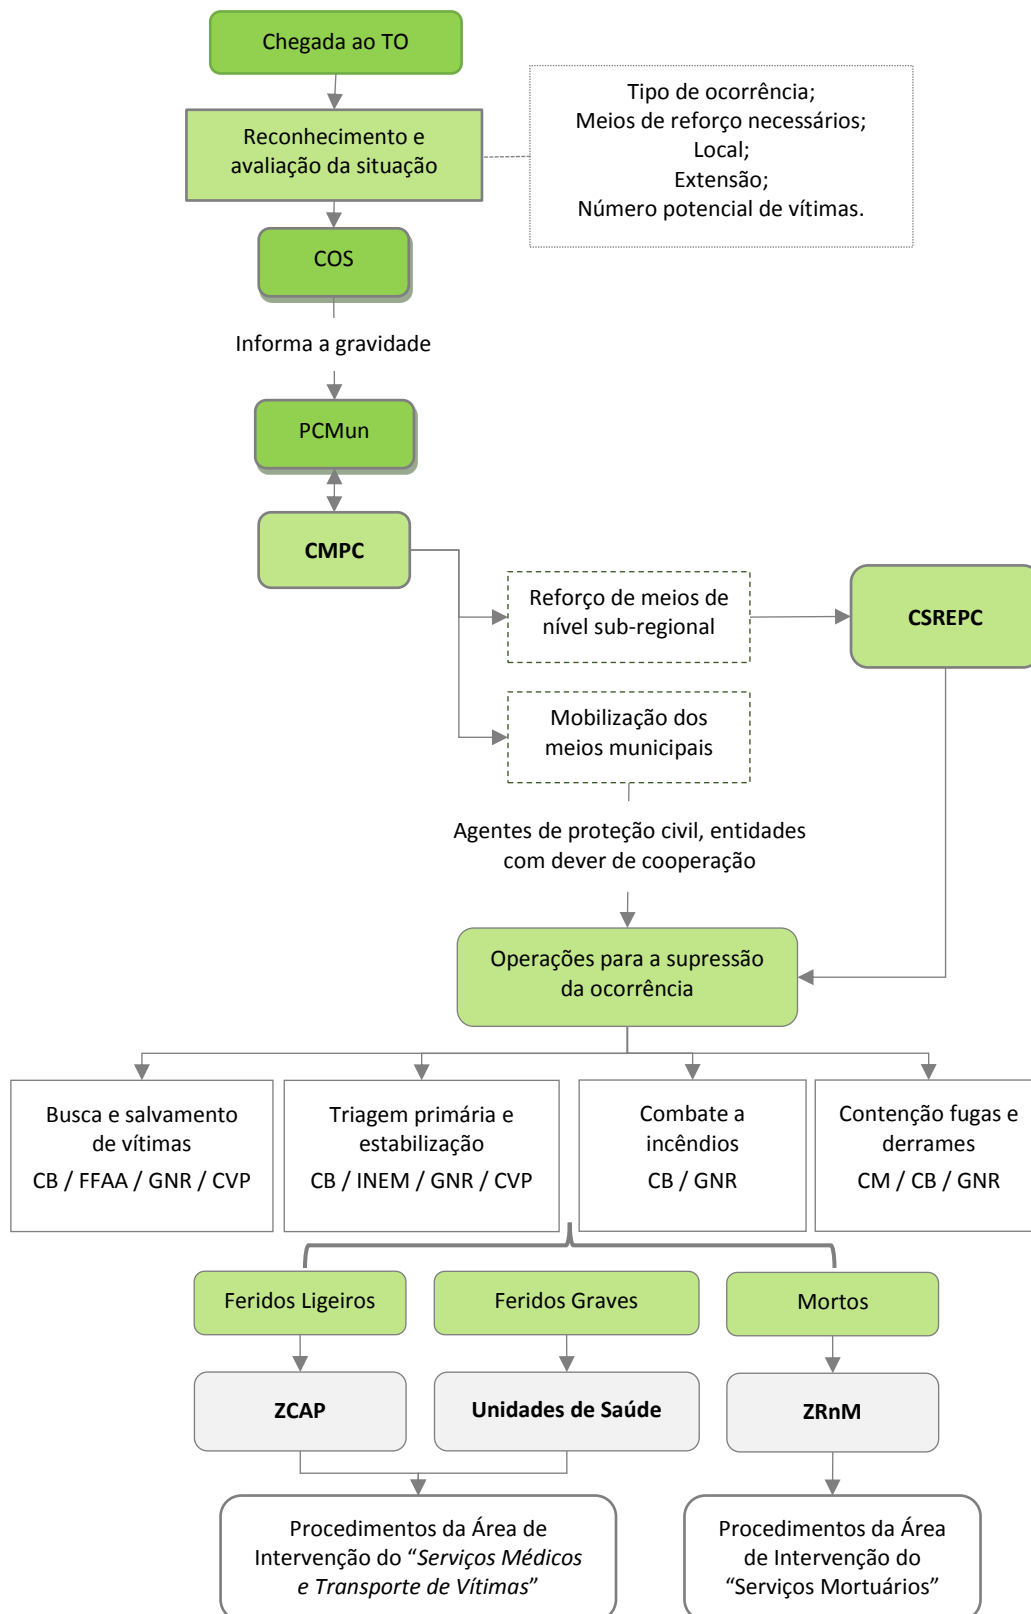 Chegada ao TO
Reconhecimento e
avaliação da situação
Tipo de ocorrência;
Meios de reforço necessários;
Local;
Extensão;
Número potencial de vítimas.
COS
Informa a gravidade
PCMun
CMPC
Reforço de meios de
nível sub-regional
CSREPC
Mobilização dos
meios municipais
Agentes de proteção civil, entidades
com dever de cooperação
Operações para a supressão
da ocorrência
Busca e salvamento
de vítimas
CB / FFAA / GNR / CVP
Triagem primária e
estabilização
CB / INEM / GNR / CVP
Combate a
incêndios
CB / GNR
Contenção fugas e
derrames
CM / CB / GNR
Feridos Ligeiros
Feridos Graves
Mortos
ZCAP
Unidades de Saúde
ZRnM
Procedimentos da Área de
Intervenção do “Serviços Médicos
e Transporte de Vítimas”
Procedimentos da Área
de Intervenção do
“Serviços Mortuários”